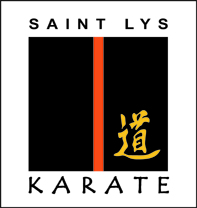 SAINT LYS
道
KARATE